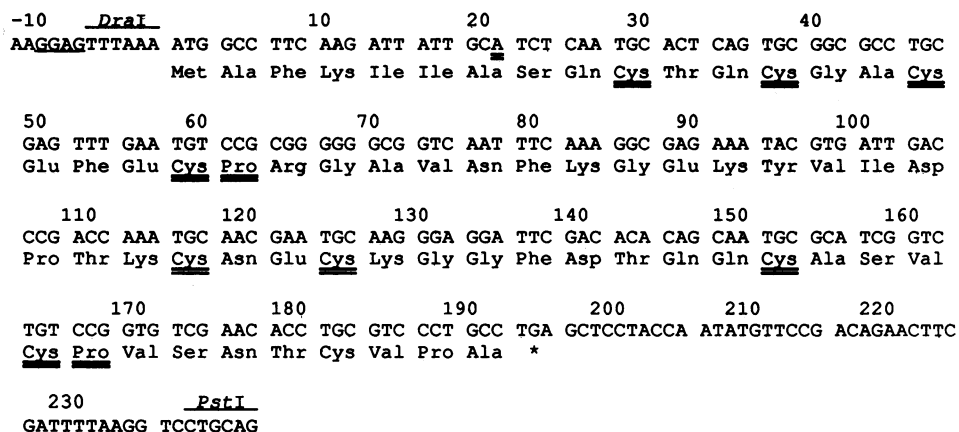 -10 DraI 10 20 30 40
AAGGAGTTTAAA ATG GCC TTC AAG ATT ATT GCA TCT CAA TGC ACT CAG TGC GGC GCC TGC
Met Ala Phe Lys Ile Ile Ala Ser Gln Cys Thr Gln Cys Gly Ala Cys
50 60 70 80 90 100
GAG TTT GAA TGT CCG CGG GGG GCG GTC AAT TTC AAA GGC GAG AAA TAC GTG ATT GAC
Glu Phe Glu Cys Pro Arg Gly Ala Val Asn Phe Lys Gly Glu Lys Tyr Val Ile Asp
110 120 130 140 150 160
CCG ACC AAA TGC AAC GAA TGC AAG GGA GGA TTC GAC ACA CAG CAA TGC GCA TCG GTC
Pro Thr Lys Cys Asn Glu Cys Lys Gly Gly Phe Asp Thr Gln Gln Cys Ala Ser Val
170 180 190 200 210 220
TGT CCG GTG TCG AAC ACC TGC GTC CCT GCC TGA GCTCCTACCA ATATGTTCCG ACAGAACTTC
Cys Pro Val Ser Asn Thr Cys Val Pro Ala *
230 PstI
GATTTTAAGG TCCTGCAG